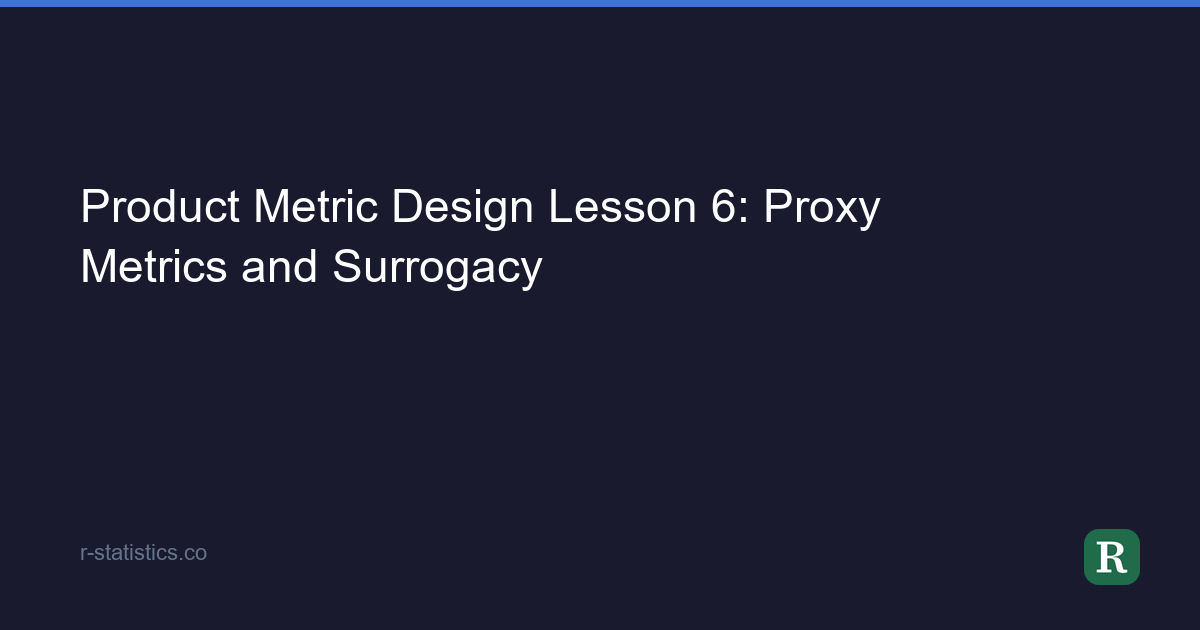 Product Metric Design Lesson 6: Proxy
Metrics and Surrogacy
r-statistics.co
R